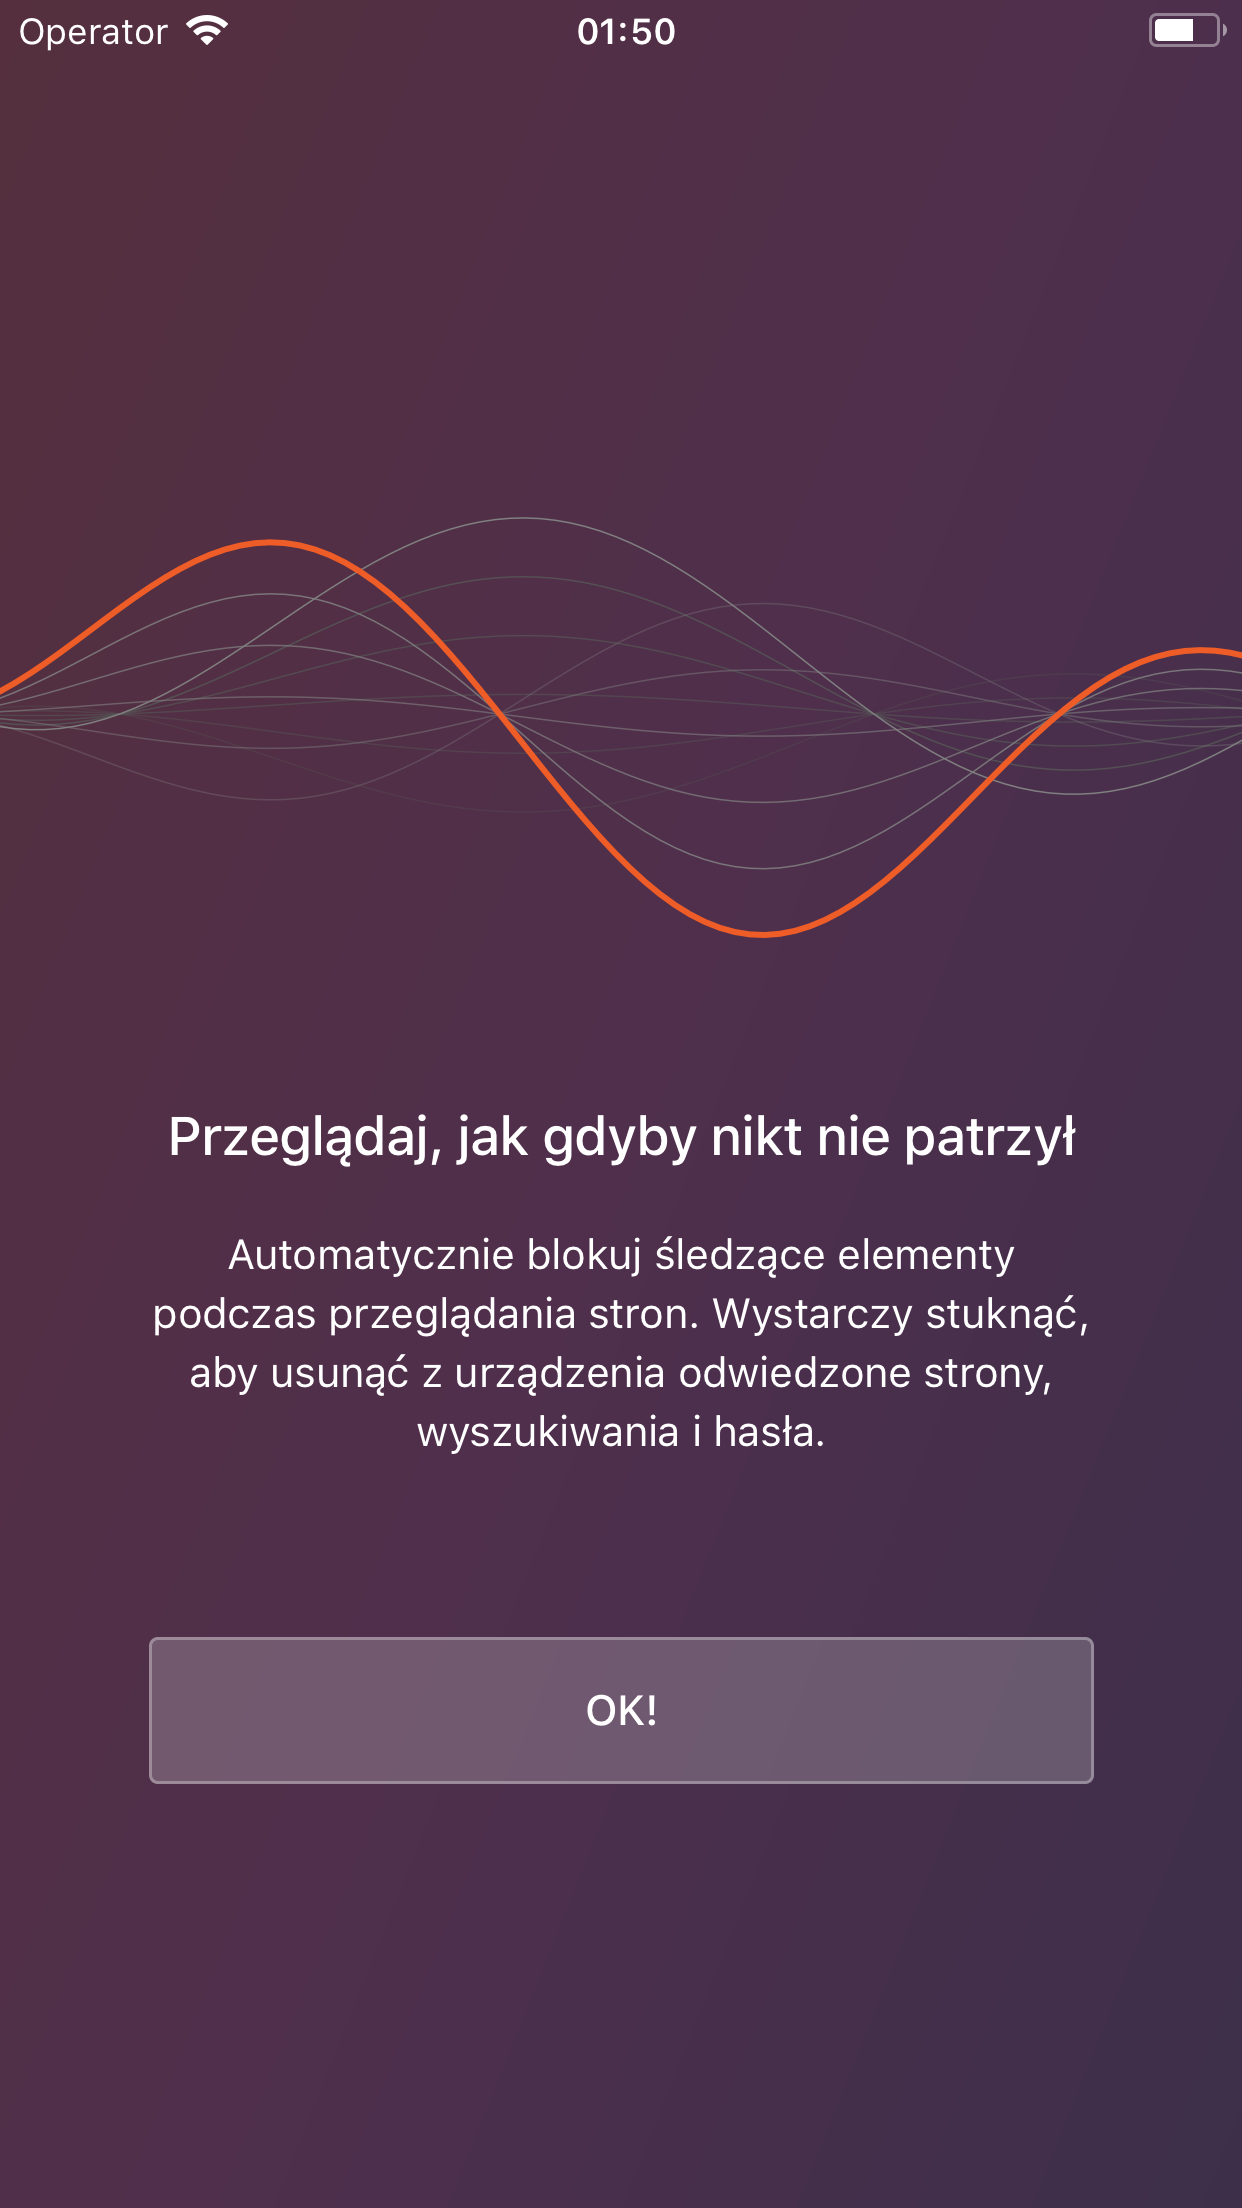 Operator
01:50
Przeglądaj, jak gdyby nikt nie patrzył
Automatycznie blokuj śledzące elementy
podczas przeglądania stron. Wystarczy stuknąć,
aby usunąć z urządzenia odwiedzone strony,
wyszukiwania i hasła.
OK!